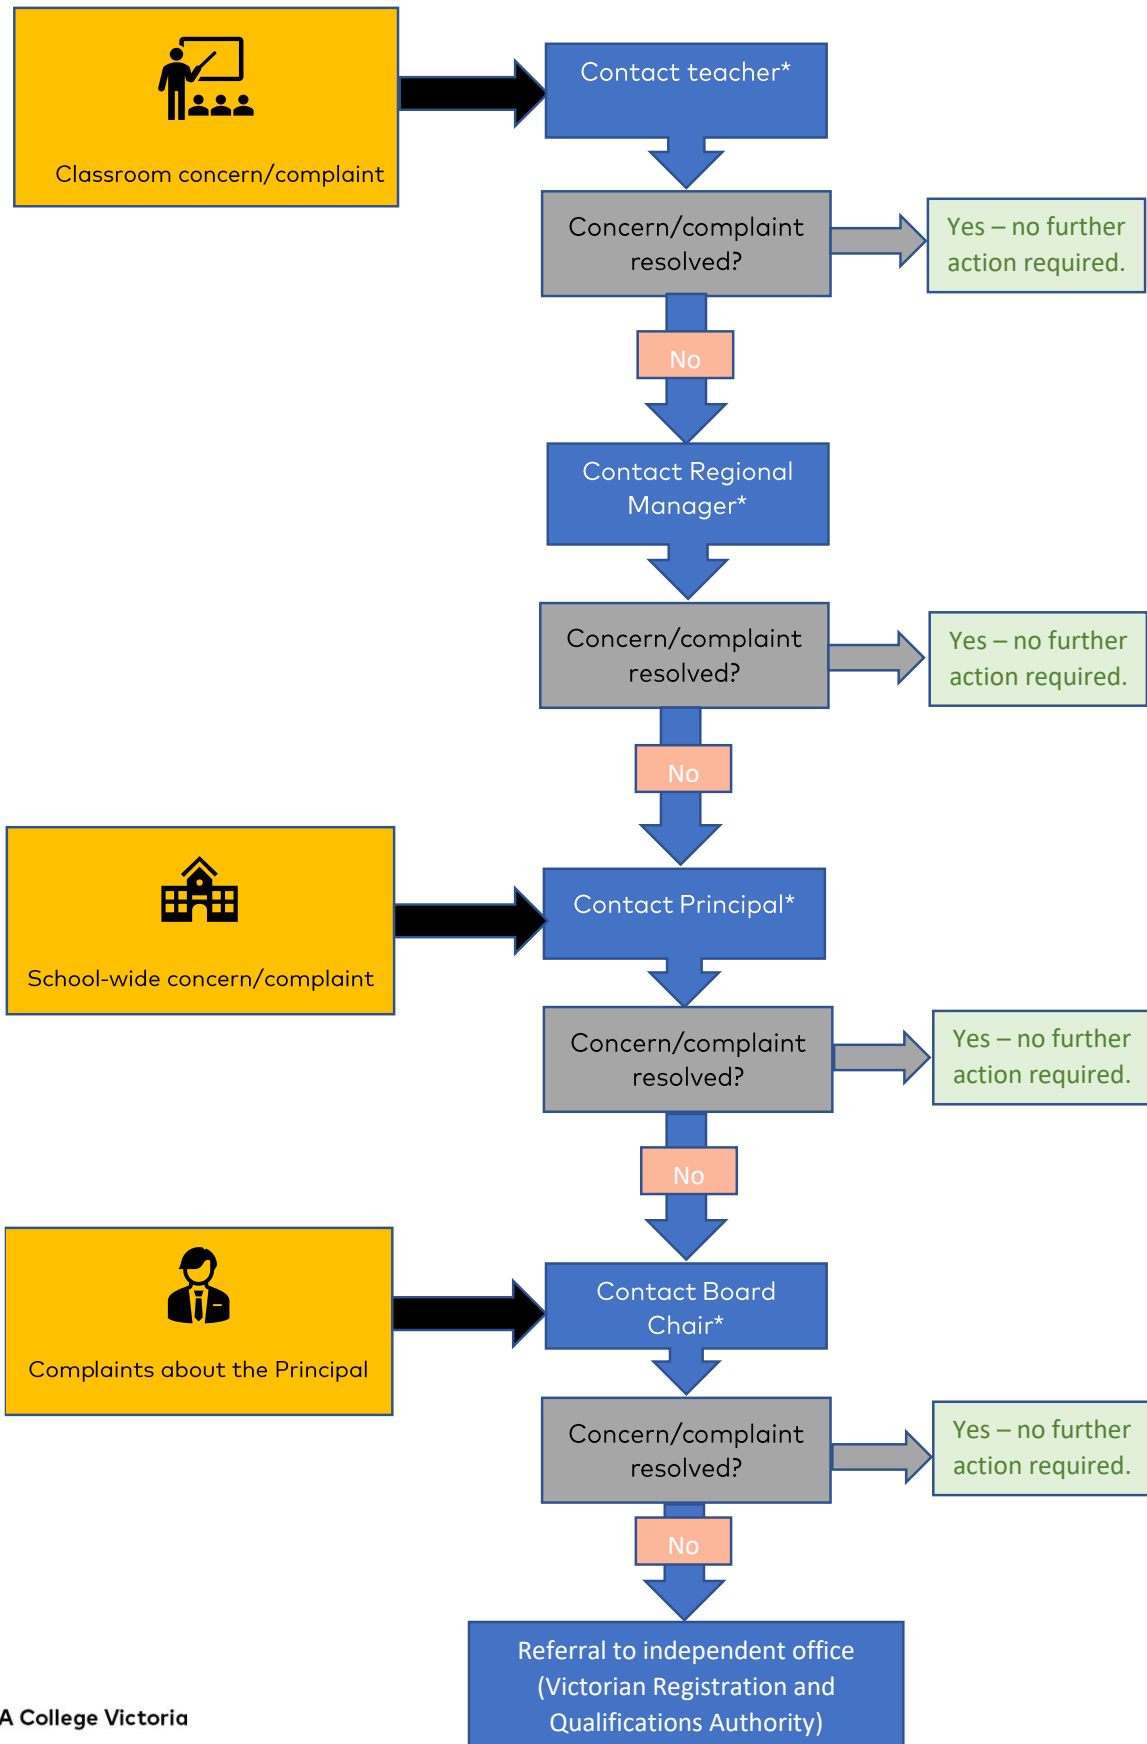 Contact teacher*
Classroom concern/complaint
Concern/complaint
resolved?
Yes – no further
action required.
No
Contact Regional
Manager*
Concern/complaint
resolved?
Yes – no further
action required.
No
Contact Principal*
School-wide concern/complaint
Concern/complaint
resolved?
Yes – no further
action required.
No
Contact Board
Chair*
Complaints about the Principal
Concern/complaint
resolved?
Yes – no further
action required.
No
Referral to independent office
(Victorian Registration and
Qualifications Authority)
A College Victoria